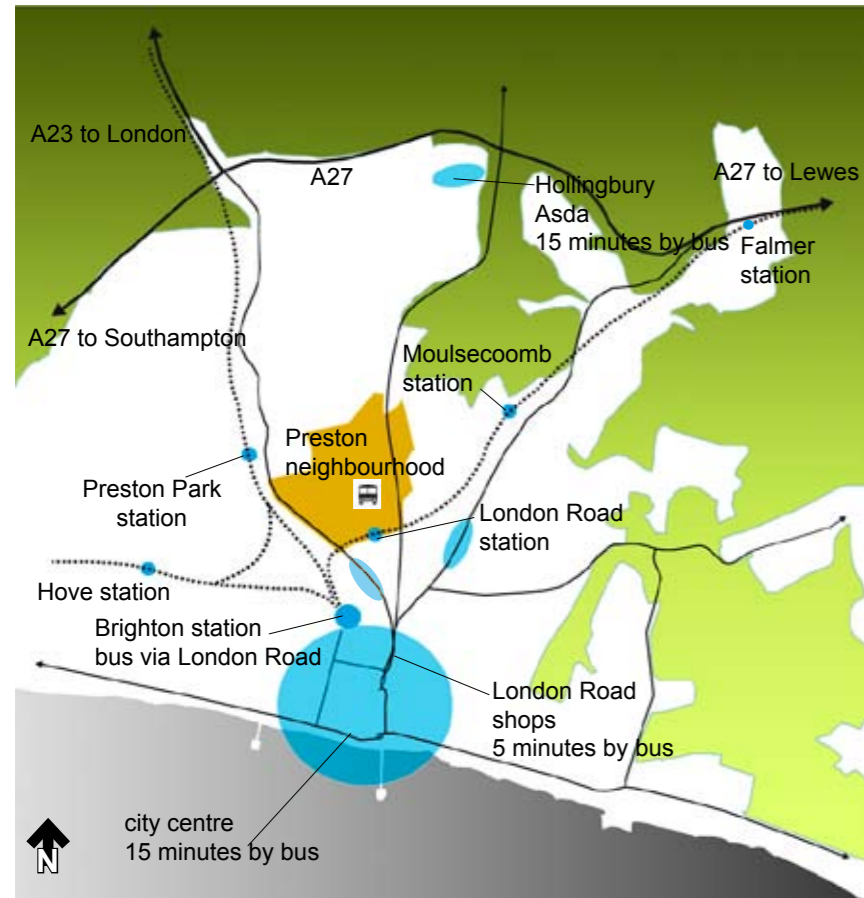 A23 to London
A27
Hollingbury
Asda
15 minutes by bus
A27 to Lewes
Falmer
station
A27 to Southampton
Moulsecoomb
station
Preston
neighbourhood
Preston Park
station
London Road
station
Hove station
Brighton station
bus via London Road
London Road
shops
5 minutes by bus
city centre
15 minutes by bus
N